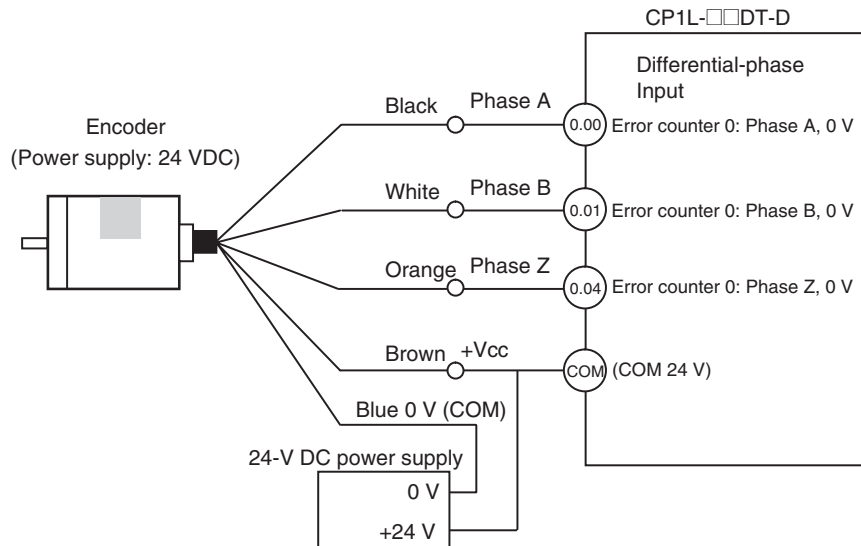 CP1L-□□DT-D
Differential-phase
Input
Encoder
(Power supply: 24 VDC)
Black
Phase A
0.00
Error counter 0: Phase A, 0 V
White
Phase B
0.01
Error counter 0: Phase B, 0 V
Orange
Phase Z
0.04
Error counter 0: Phase Z, 0 V
Brown
+Vcc
COM
(COM 24 V)
Blue 0 V (COM)
24-V DC power supply
0 V
+24 V